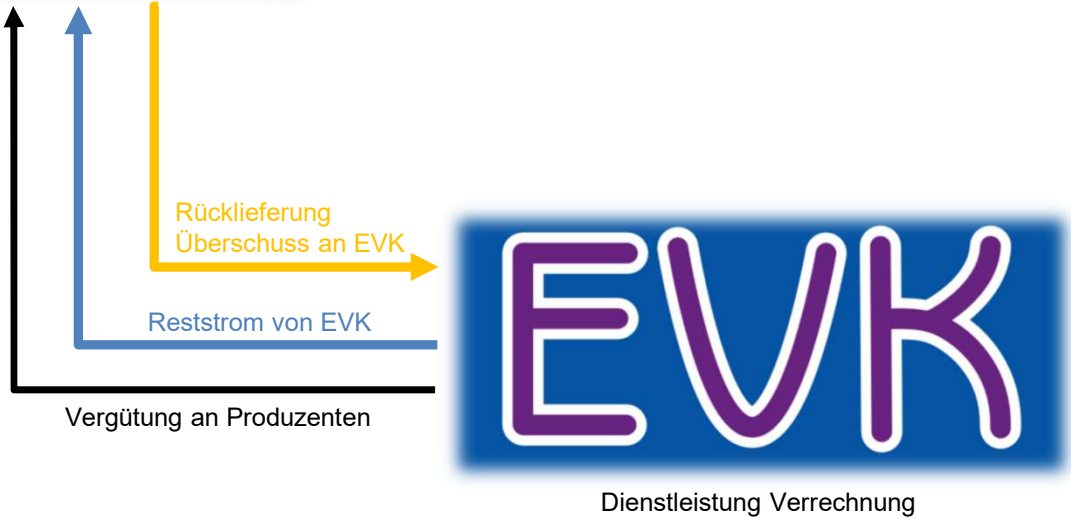 Rücklieferung
Überschuss an EVK
Reststrom von EVK
Vergütung an Produzenten
EVK
Dienstleistung Verrechnung